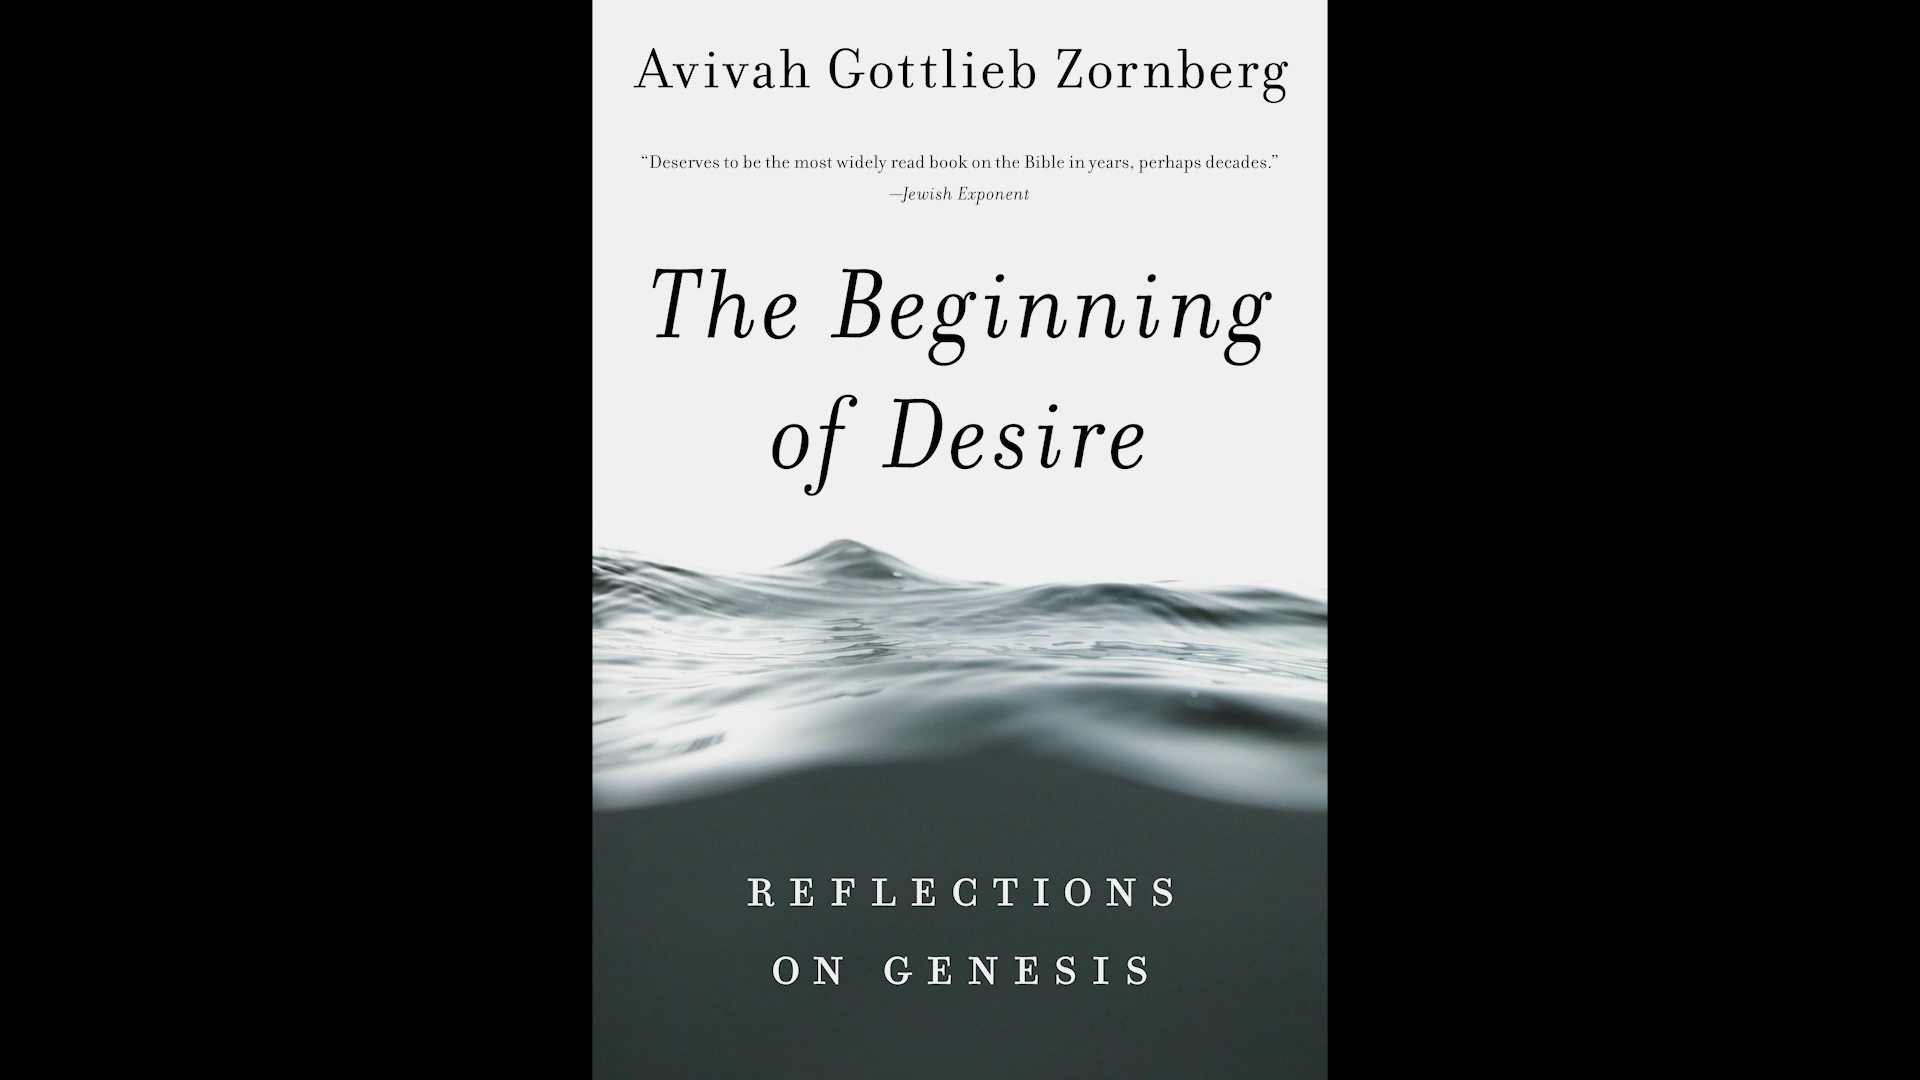 Avivah Gottlieb Zornberg
“Deserves to be the most widely read book on the Bible in years, perhaps decades.”
—Jewish Exponent
The Beginning
of Desire
REFLECTIONS
ON GENESIS